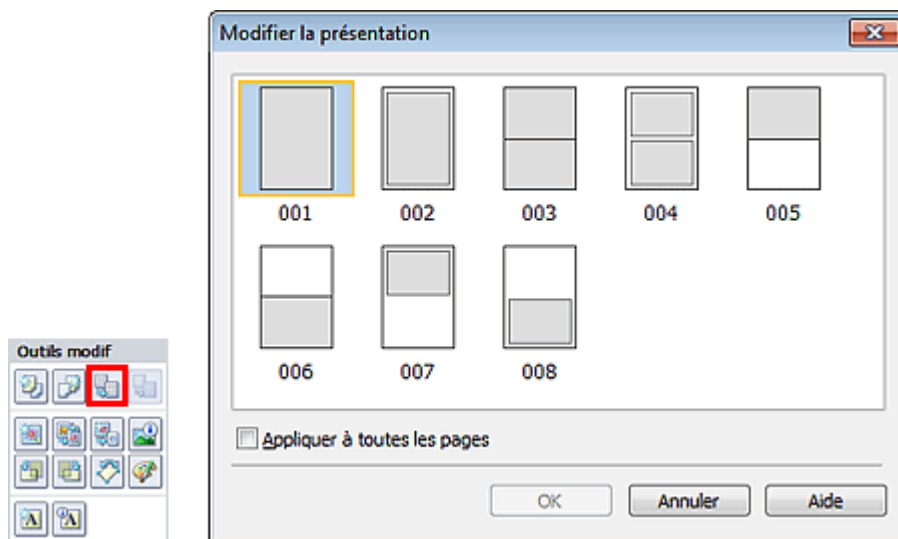 Modifier la présentation
001 002 003 004 005
006 007 008
Appliquer à toutes les pages
OK Annuler Aide
Outils modif
A A